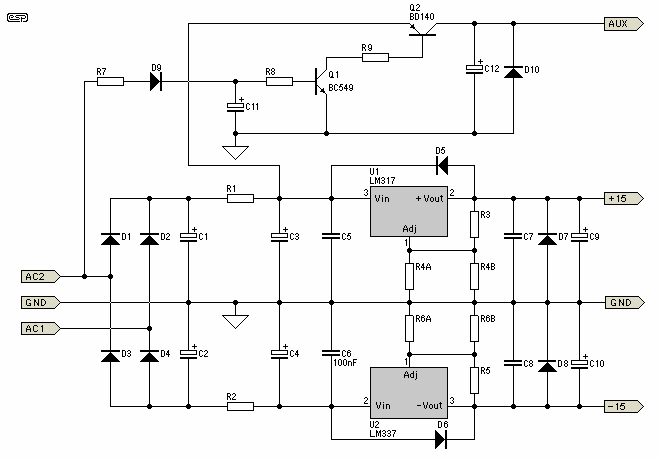 esp
Q2
BD140
AUX
R9
R7
D9
R8
Q1
BC549
C12
D10
C11
D5
U1
LM317
R1
3
Vin
+Vout
2
+15
Adj
1
R3
D1
D2
C1
C3
C5
C7
D7
C9
R4A
R4B
AC2
GND
GND
AC1
R6A
R6B
D3
D4
C2
C4
C6
100nF
1
Adj
R5
C8
D8
C10
R2
2
Vin
-Vout
3
-15
U2
LM337
D6
+
+
+
+
+
+
+
+